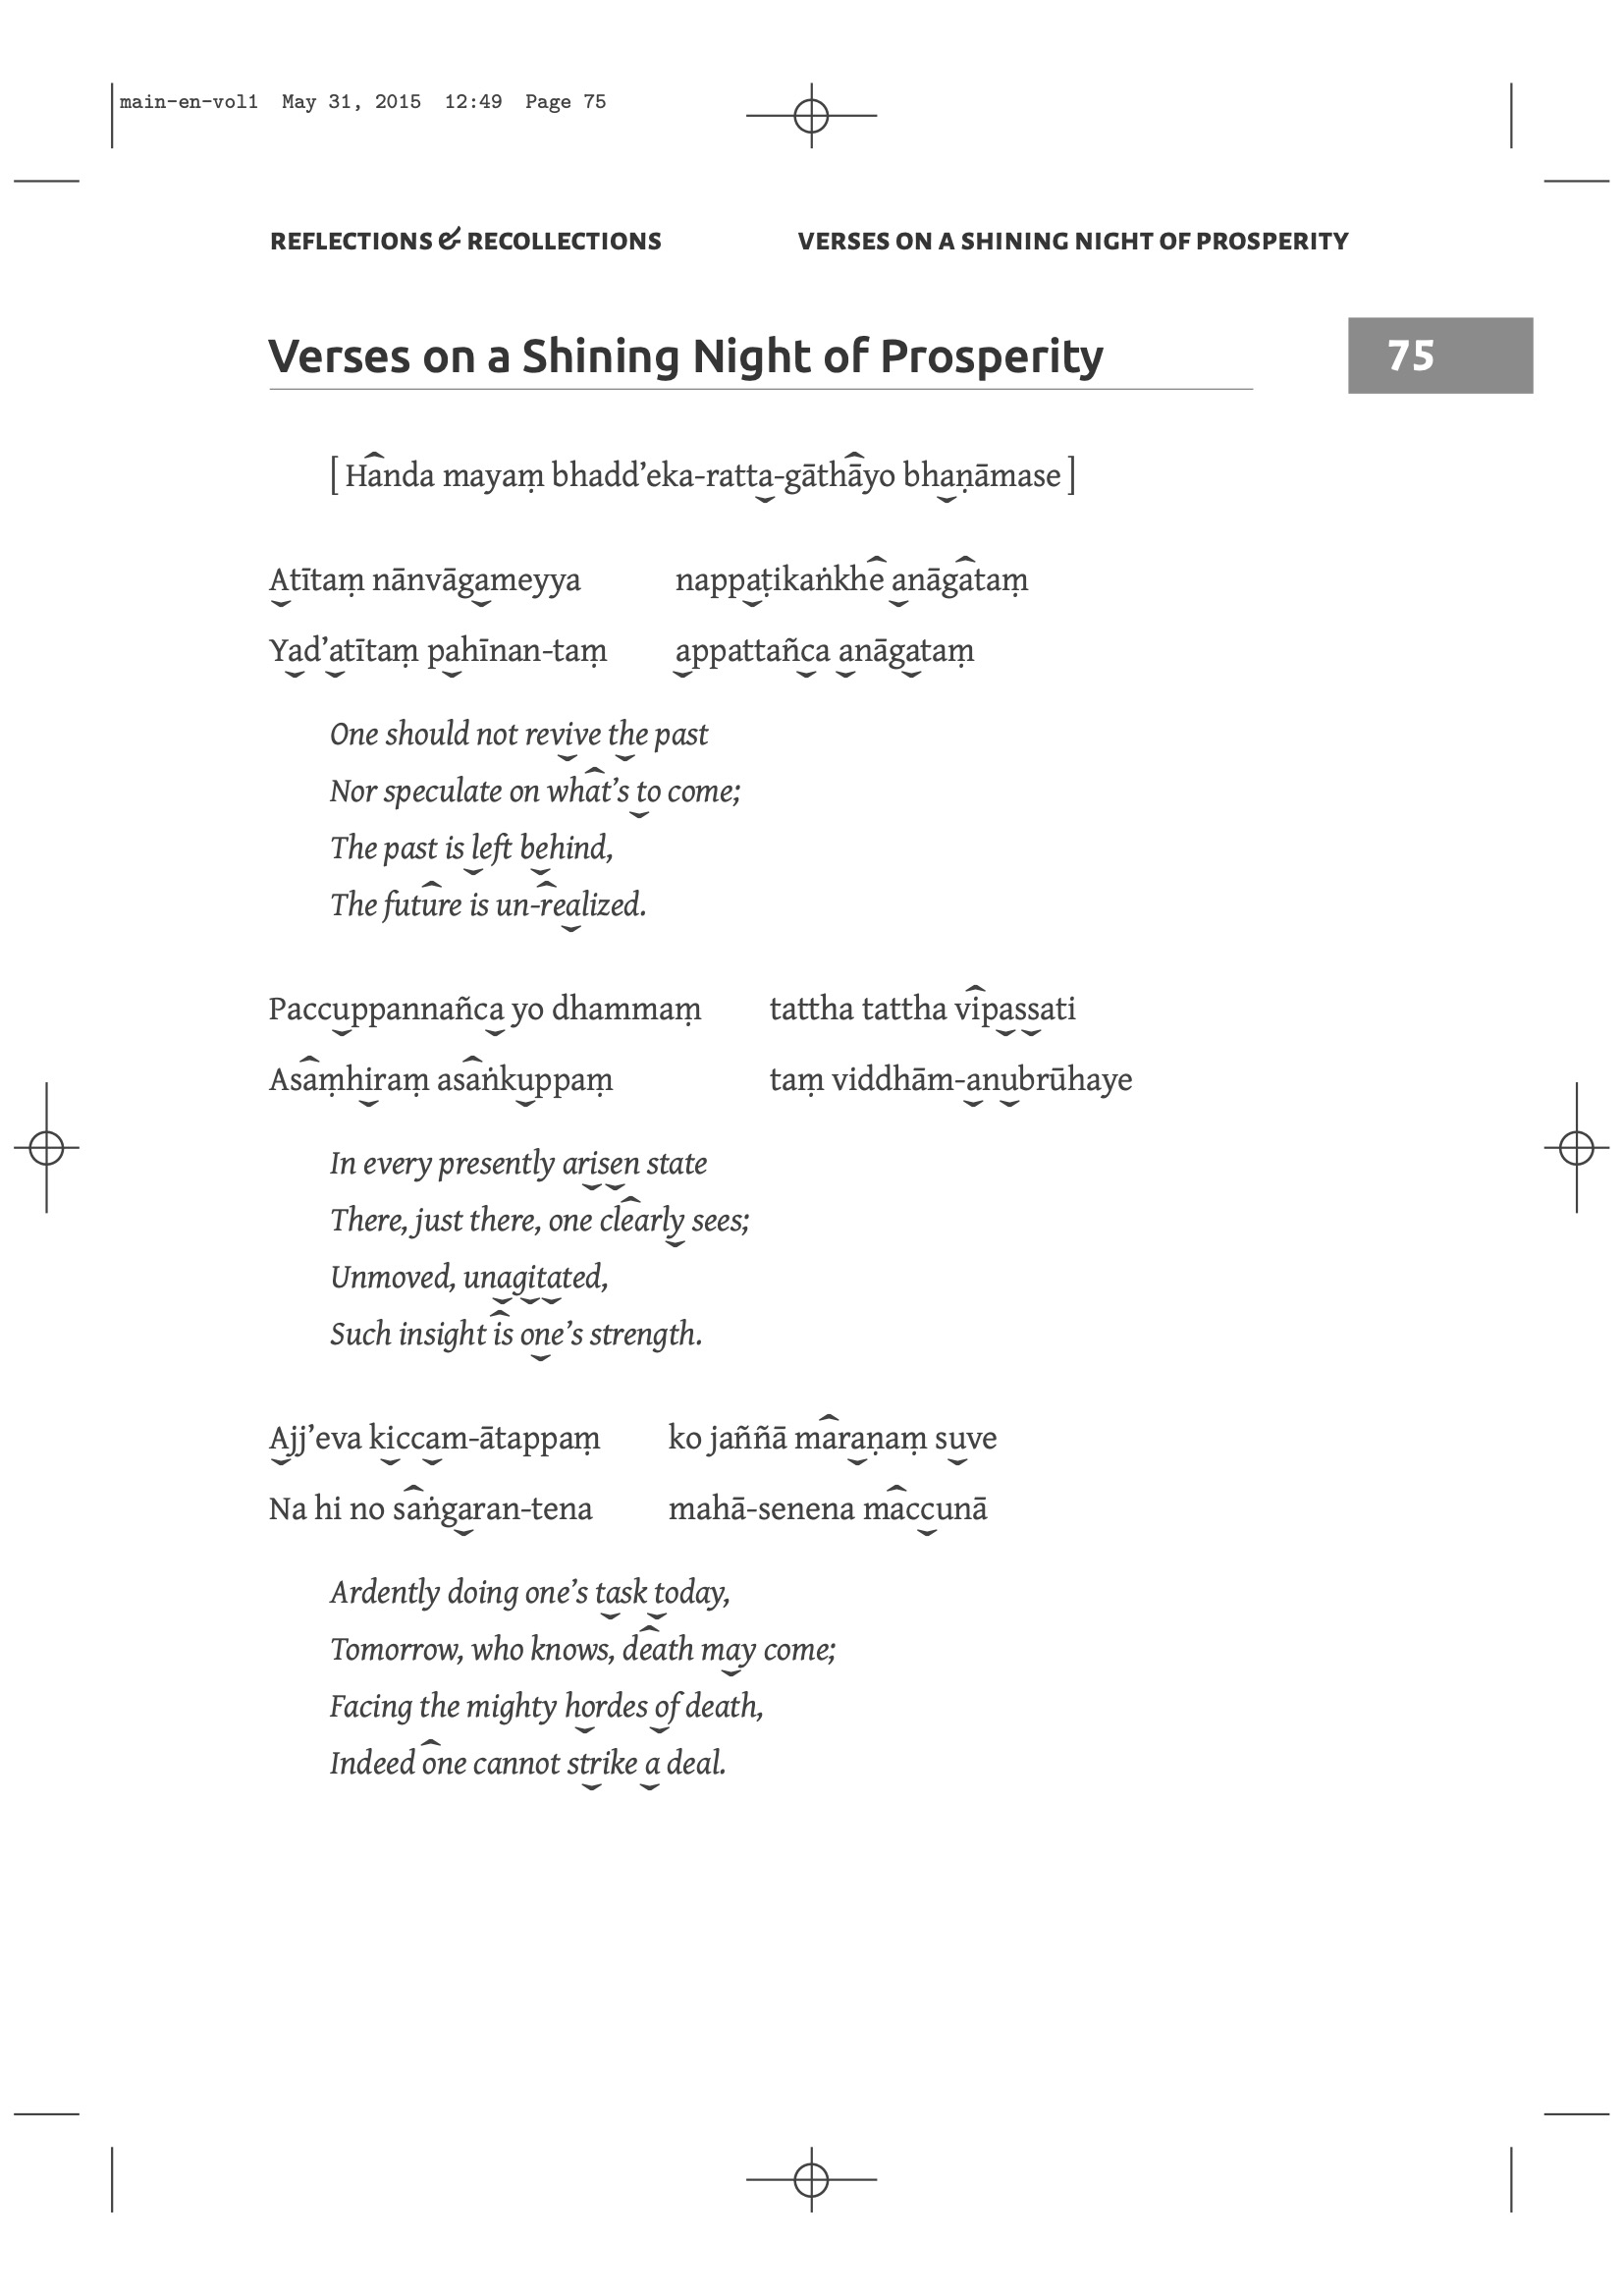 main-en-vol1 May 31, 2015 12:49 Page 75
REFLECTIONS & RECOLLECTIONS VERSES ON A SHINING NIGHT OF PROSPERITY
Verses on a Shining Night of Prosperity 75
[ Handa mayaṃ bhadd’eka-ratta-gāthāyo bhaṇāmase ]
Atītaṃ nānvāgameyya nappaṭikaṅkhe anāgataṃ
Yad’atītaṃ pahīnan-taṃ appattañca anāgataṃ
One should not revive the past
Nor speculate on what’s to come;
The past is left behind,
The future is un-realized.
Paccuppannañca yo dhammaṃ tattha tattha vipassati
Asaṃhiraṃ asaṅkuppaṃ taṃ viddhām-anubrūhaye
In every presently arisen state
There, just there, one clearly sees;
Unmoved, unagitated,
Such insight is one’s strength.
Ajj’eva kiccam-ātappaṃ ko jaññā maraṇaṃ suve
Na hi no saṅgaran-tena mahā-senena maccunā
Ardently doing one’s task today,
Tomorrow, who knows, death may come;
Facing the mighty hordes of death,
Indeed one cannot strike a deal.